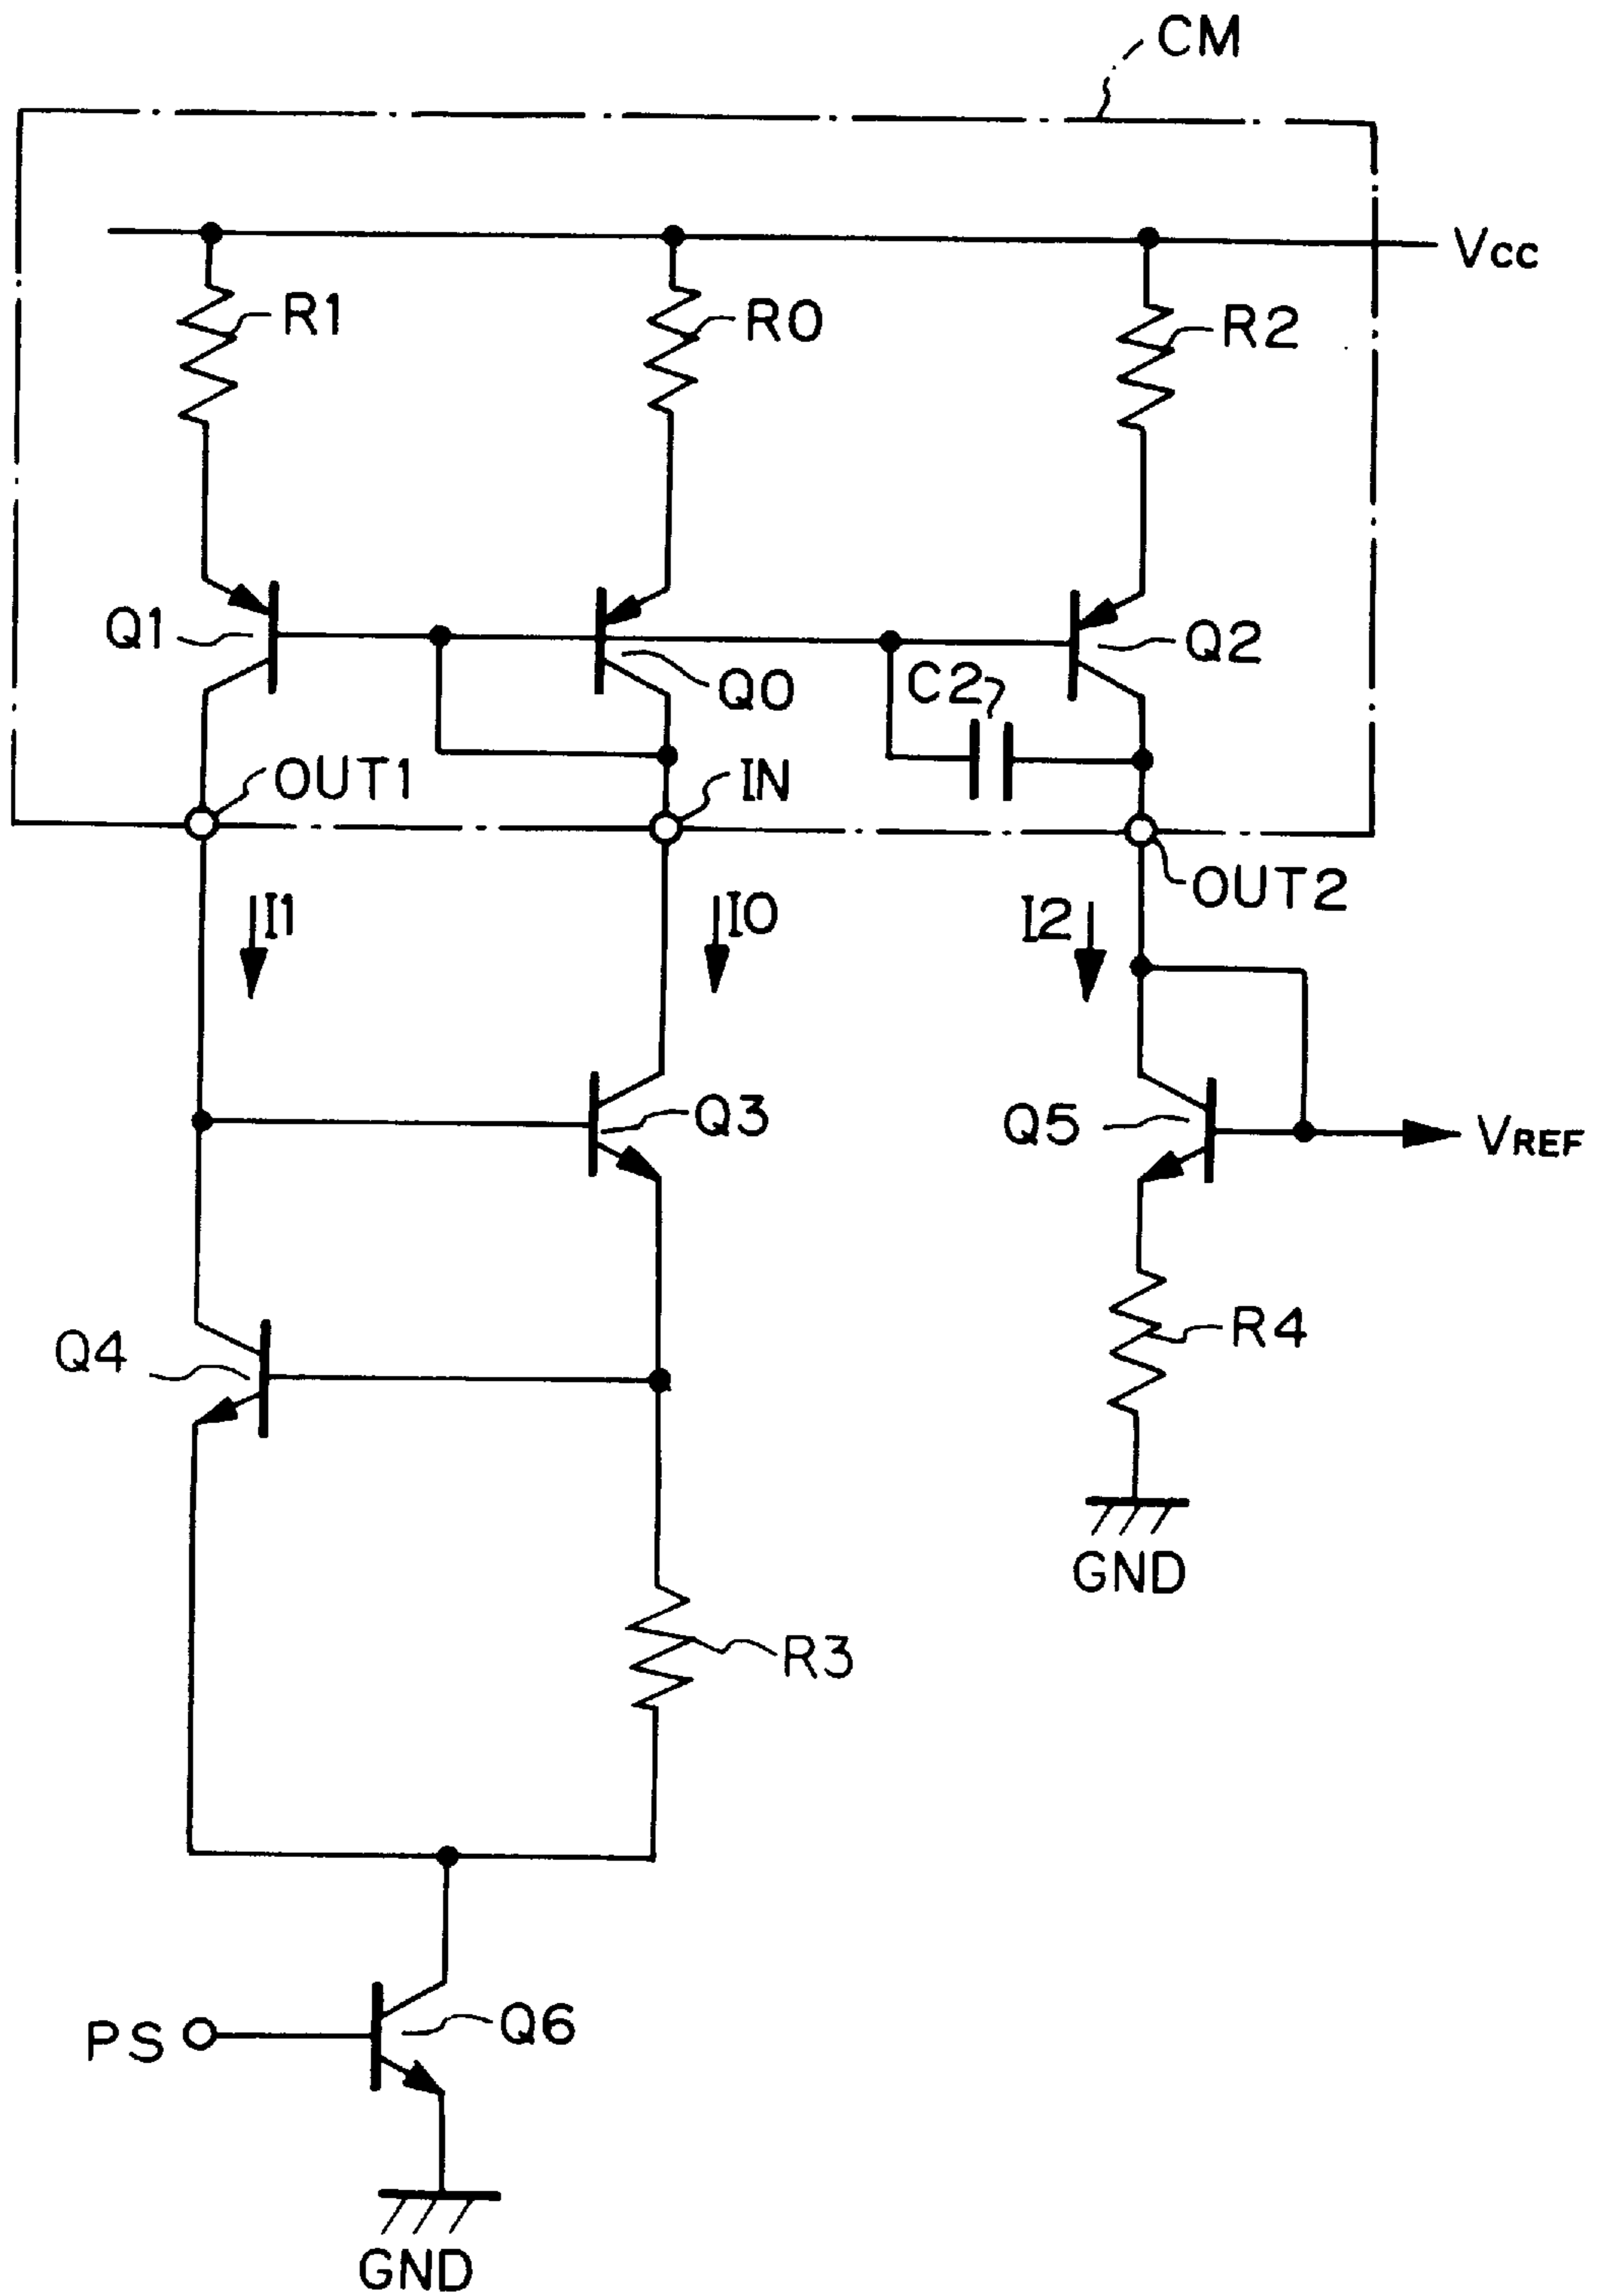 CM
Vcc
R1
R0
R2
Q1
Q0
C2
Q2
OUT1
IN
OUT2
I1
I0
I2
Q3
Q5
VREF
Q4
R4
GND
R3
PS
Q6
GND